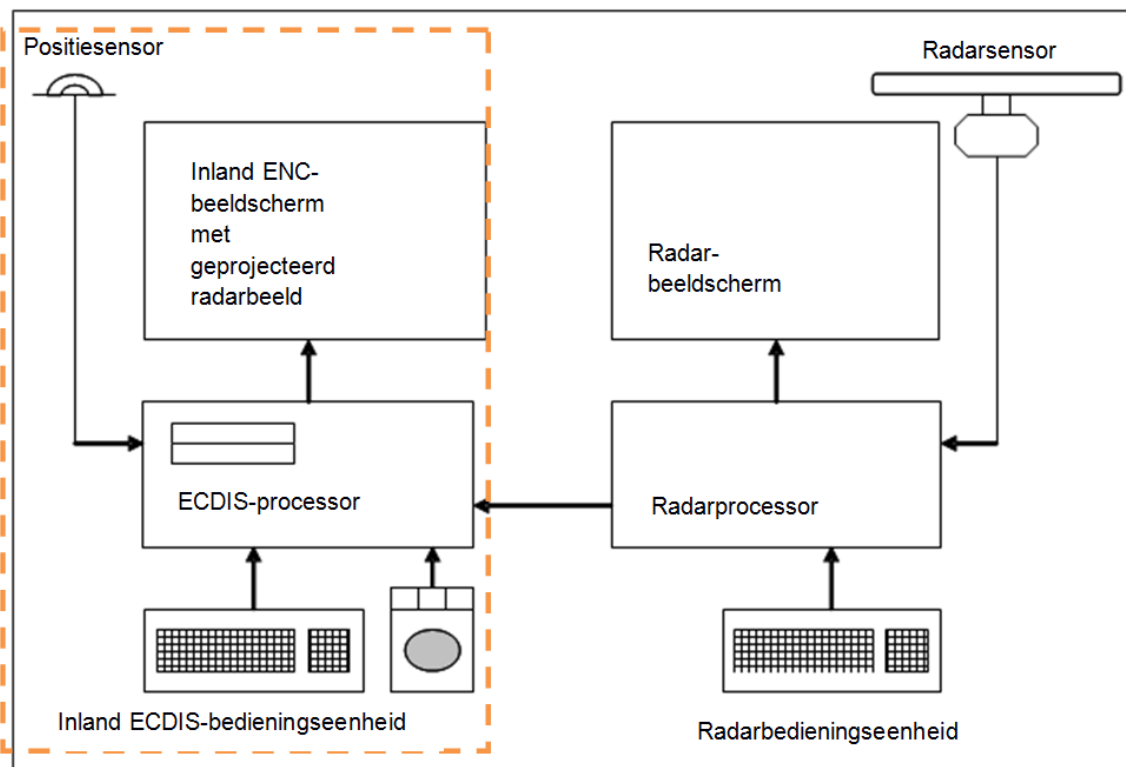 Positiesensor
Radarsensor
Inland ENC-
beeldscherm
met
geprojecteerd
radarbeeld
Radar-
beeldscherm
ECDIS-processor
Radarprocessor
Inland ECDIS-bedieningseenheid
Radarbedieningseenheid